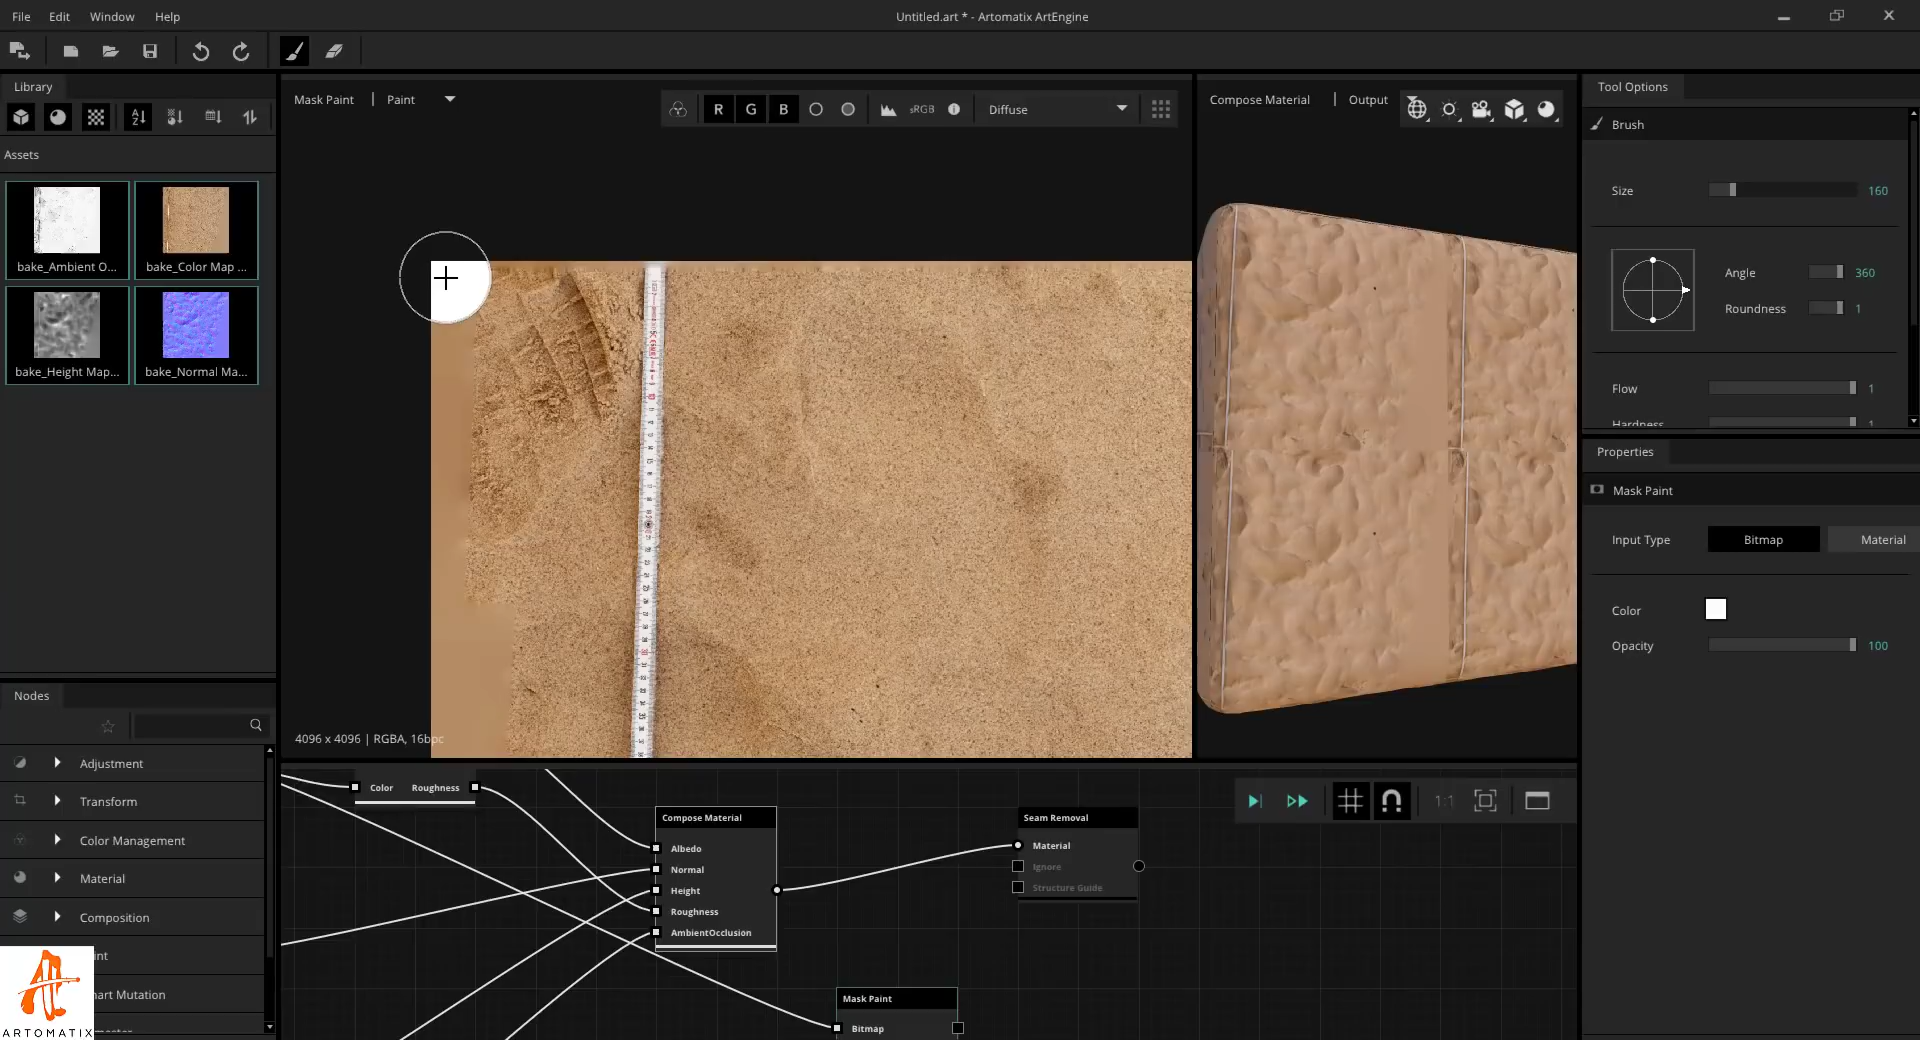 File Edit Window Help
Untitled.art * - Artomatix ArtEngine
Library
Assets
bake_Ambient O...
bake_Color Map ...
bake_Height Map...
bake_Normal Ma...
Nodes
Adjustment
Transform
Color Management
Material
Composition
int
art Mutation
ARTOMATIX
Mask Paint | Paint
R G B
sRGB
Diffuse
4096 x 4096 | RGBA, 16bpc
Compose Material | Output
Color Roughness
Compose Material
Albedo
Normal
Height
Roughness
AmbientOcclusion
Seam Removal
Material
Ignore
Structure Guide
Mask Paint
Bitmap
1:1
Tool Options
Brush
Size 160
Angle 360
Roundness 1
Flow 1
Hardness 1
Properties
Mask Paint
Input Type Bitmap Material
Color
Opacity 100